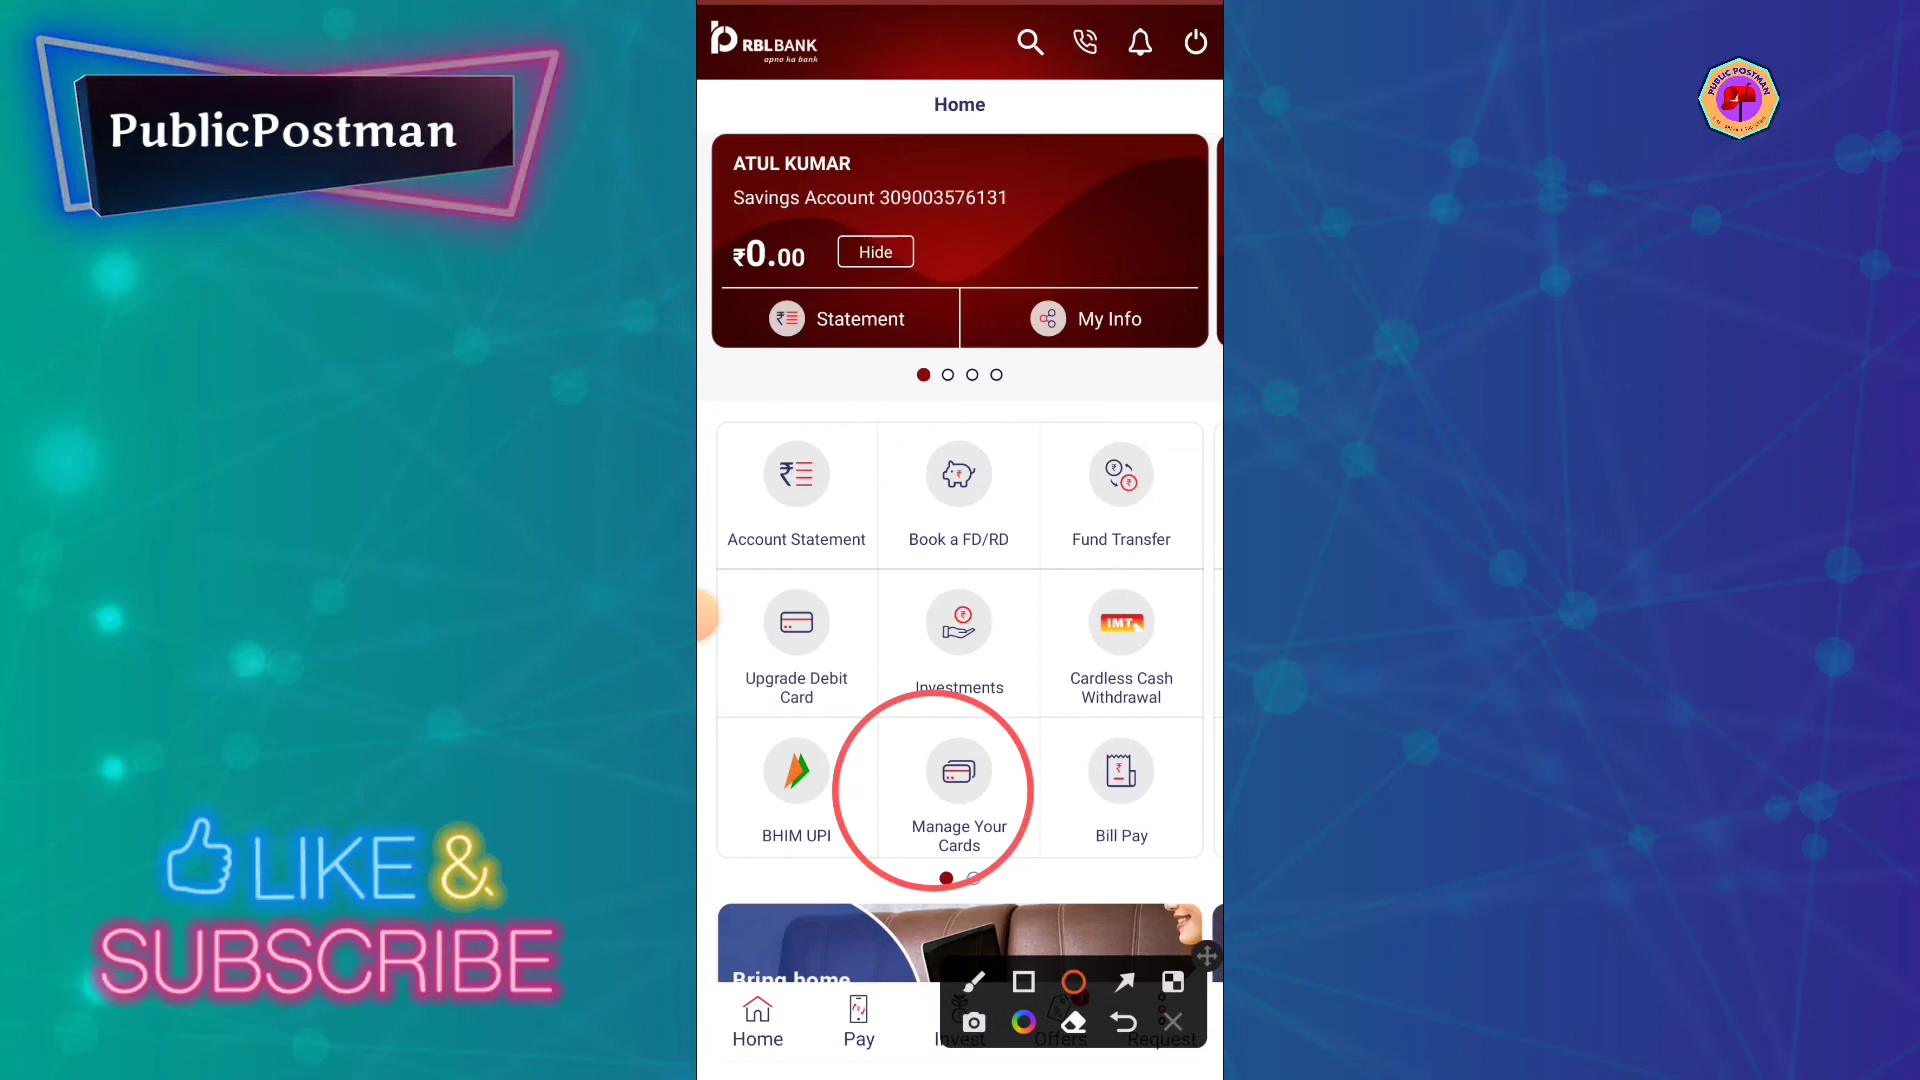 PublicPostman
RBLBANK
apno ka bank
Home
ATUL KUMAR
Savings Account 309003576131
₹0.00
Hide
Statement
My Info
Account Statement
Book a FD/RD
Fund Transfer
Upgrade Debit
Card
Investments
Cardless Cash
Withdrawal
IMT
BHIM UPI
Manage Your
Cards
Bill Pay
Bring home
Home
Pay
Invest
Offers
Request
LIKE &
SUBSCRIBE
PUBLIC POSTMAN